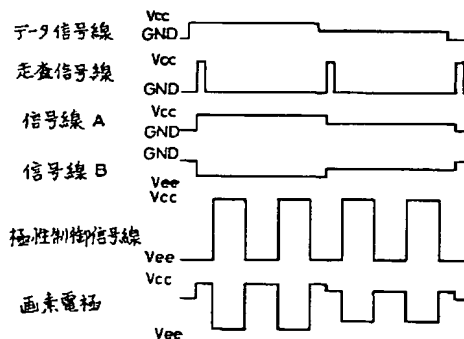 Vcc
データ信号線
GND
Vcc
走査信号線
GND
Vcc
信号線 A
GND
GND
信号線 B
Vee
Vcc
極性制御信号線
Vee
Vcc
画素電極
Vee